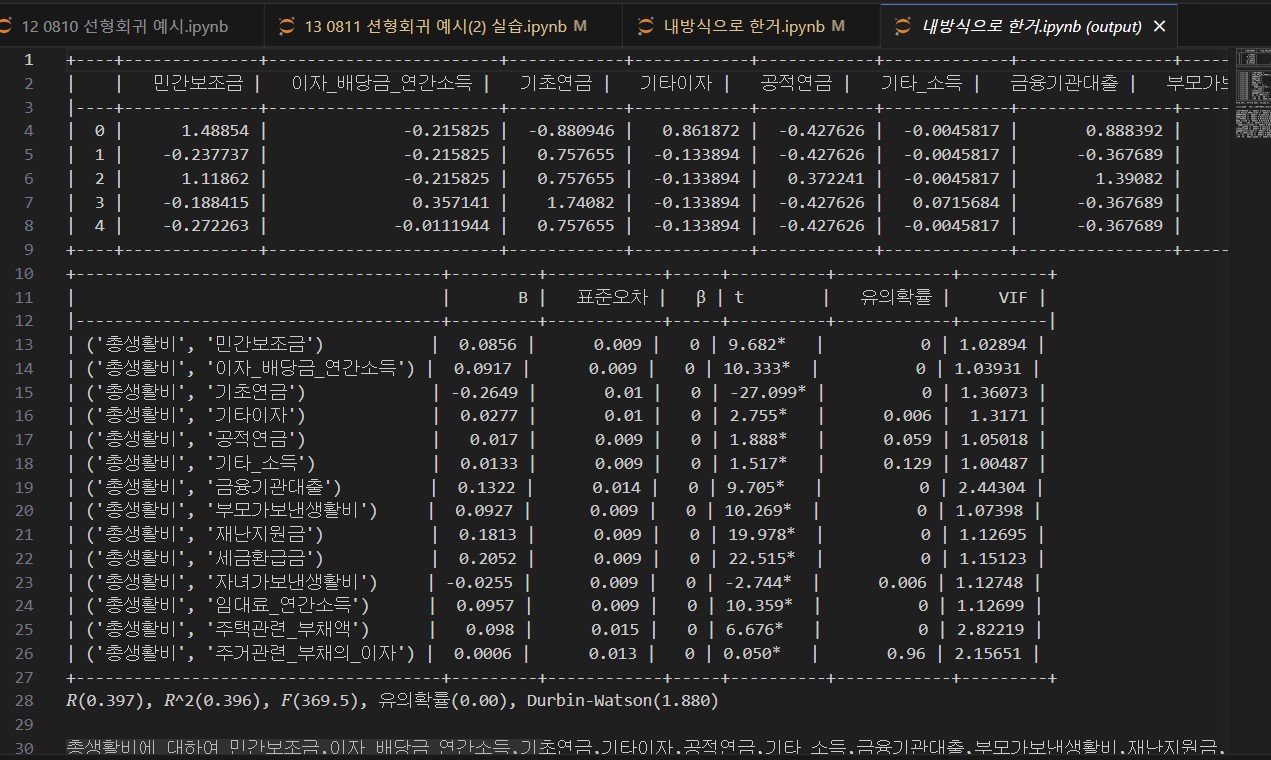 12 0810 선형회귀 예시.ipynb 13 0811 선형회귀 예시(2) 실습.ipynb M 내방식으로 한거.ipynb M 내방식으로 한거.ipynb (output) ×
1 +----+-----------+--------------------+---------+---------+---------+---------+-----------+----
2 | | 민간보조금 | 이자_배당금_연간소득 | 기초연금 | 기타이자 | 공적연금 | 기타_소득 | 금융기관대출 |
3 |----+-----------+--------------------+---------+---------+---------+---------+-----------+----
4 | 0 | 1.48854 | -0.215825 | -0.880946 | 0.861872 | -0.427626 | -0.0045817 | 0.888392 |
5 | 1 | -0.237737 | -0.215825 | 0.757655 | -0.133894 | -0.427626 | -0.0045817 | -0.367689 |
6 | 2 | 1.11862 | -0.215825 | 0.757655 | -0.133894 | 0.372241 | -0.0045817 | 1.39082 |
7 | 3 | -0.188415 | 0.357141 | 1.74082 | -0.133894 | -0.427626 | 0.0715684 | -0.367689 |
8 | 4 | -0.272263 | -0.0111944 | 0.757655 | -0.133894 | -0.427626 | -0.0045817 | -0.367689 |
9 +----+-----------+--------------------+---------+---------+---------+---------+-----------+----
10 +-------------------------------+---------+----------+-----+---------+----------+---------+
11 | | B | 표준오차 | β | t | 유의확률 | VIF |
12 |-------------------------------+---------+----------+-----+---------+----------+---------|
13 | ('총생활비', '민간보조금') | 0.0856 | 0.009 | 0 | 9.682* | 0 | 1.02894 |
14 | ('총생활비', '이자_배당금_연간소득') | 0.0917 | 0.009 | 0 | 10.333* | 0 | 1.03931 |
15 | ('총생활비', '기초연금') | -0.2649 | 0.01 | 0 | -27.099* | 0 | 1.36073 |
16 | ('총생활비', '기타이자') | 0.0277 | 0.01 | 0 | 2.755* | 0.006 | 1.3171 |
17 | ('총생활비', '공적연금') | 0.017 | 0.009 | 0 | 1.888* | 0.059 | 1.05018 |
18 | ('총생활비', '기타_소득') | 0.0133 | 0.009 | 0 | 1.517* | 0.129 | 1.00487 |
19 | ('총생활비', '금융기관대출') | 0.1322 | 0.014 | 0 | 9.705* | 0 | 2.44304 |
20 | ('총생활비', '부모가보낸생활비') | 0.0927 | 0.009 | 0 | 10.269* | 0 | 1.07398 |
21 | ('총생활비', '재난지원금') | 0.1813 | 0.009 | 0 | 19.978* | 0 | 1.12695 |
22 | ('총생활비', '세금환급금') | 0.2052 | 0.009 | 0 | 22.515* | 0 | 1.15123 |
23 | ('총생활비', '자녀가보낸생활비') | -0.0255 | 0.009 | 0 | -2.744* | 0.006 | 1.12748 |
24 | ('총생활비', '임대료_연간소득') | 0.0957 | 0.009 | 0 | 10.359* | 0 | 1.12699 |
25 | ('총생활비', '주택관련_부채액') | 0.098 | 0.015 | 0 | 6.676* | 0 | 2.82219 |
26 | ('총생활비', '주거관련_부채의_이자') | 0.0006 | 0.013 | 0 | 0.050* | 0.96 | 2.15651 |
27 +-------------------------------+---------+----------+-----+---------+----------+---------+
28 𝑅(0.397), 𝑅^2(0.396), 𝐹(369.5), 유의확률(0.00), Durbin-Watson(1.880)
29
30 총생활비에 대하여 민간보조금,이자_배당금_연간소득,기초연금,기타이자,공적연금,기타_소득,금융기관대출,부모가보낸생활비,재난지원금,